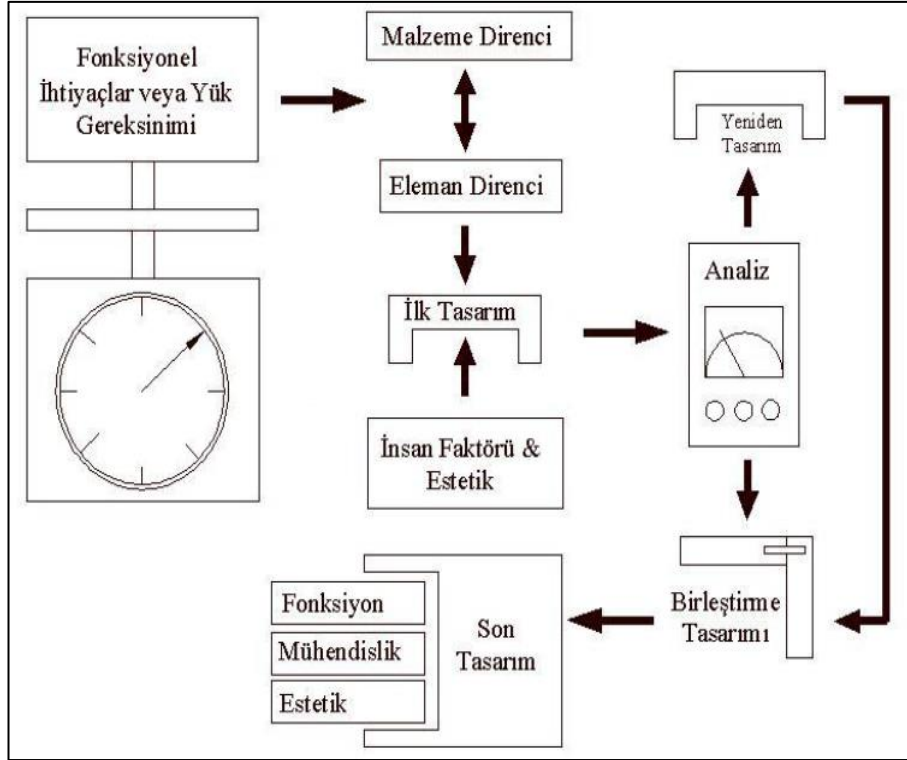 Fonksiyonel
İhtiyaçlar veya Yük
Gereksinimi
Malzeme Direnci
Eleman Direnci
İlk Tasarım
İnsan Faktörü &
Estetik
Yeniden
Tasarım
Analiz
Birleştirme
Tasarımı
Son
Tasarım
Fonksiyon
Mühendislik
Estetik